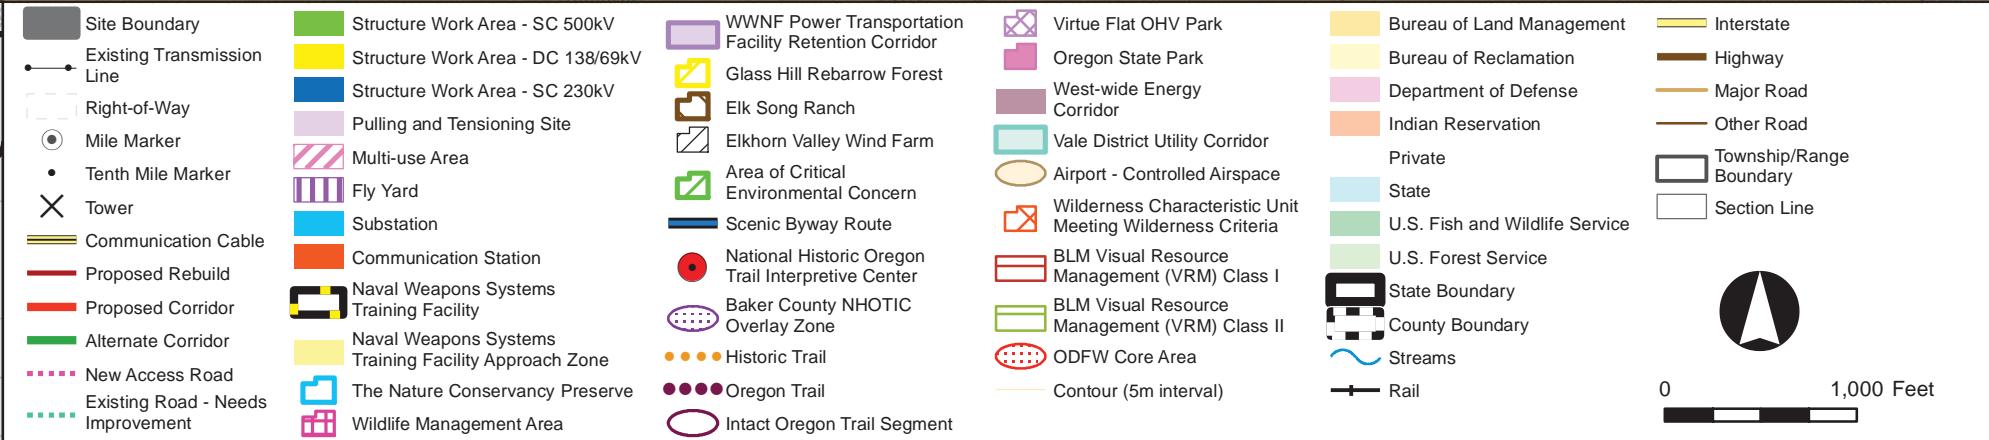 Site Boundary
Existing Transmission
Line
Right-of-Way
Mile Marker
Tenth Mile Marker
Tower
Communication Cable
Proposed Rebuild
Proposed Corridor
Alternate Corridor
New Access Road
Existing Road - Needs
Improvement
Structure Work Area - SC 500kV
Structure Work Area - DC 138/69kV
Structure Work Area - SC 230kV
Pulling and Tensioning Site
Multi-use Area
Fly Yard
Substation
Communication Station
Naval Weapons Systems
Training Facility
Naval Weapons Systems
Training Facility Approach Zone
The Nature Conservancy Preserve
Wildlife Management Area
WWNF Power Transportation
Facility Retention Corridor
Glass Hill Rebarrow Forest
Elk Song Ranch
Elkhorn Valley Wind Farm
Area of Critical
Environmental Concern
Scenic Byway Route
National Historic Oregon
Trail Interpretive Center
Baker County NHOTIC
Overlay Zone
Historic Trail
Oregon Trail
Intact Oregon Trail Segment
Virtue Flat OHV Park
Oregon State Park
West-wide Energy
Corridor
Vale District Utility Corridor
Airport - Controlled Airspace
Wilderness Characteristic Unit
Meeting Wilderness Criteria
BLM Visual Resource
Management (VRM) Class I
BLM Visual Resource
Management (VRM) Class II
ODFW Core Area
Contour (5m interval)
Bureau of Land Management
Bureau of Reclamation
Department of Defense
Indian Reservation
Private
State
U.S. Fish and Wildlife Service
U.S. Forest Service
State Boundary
County Boundary
Streams
Rail
Interstate
Highway
Major Road
Other Road
Township/Range
Boundary
Section Line
0 1,000 Feet